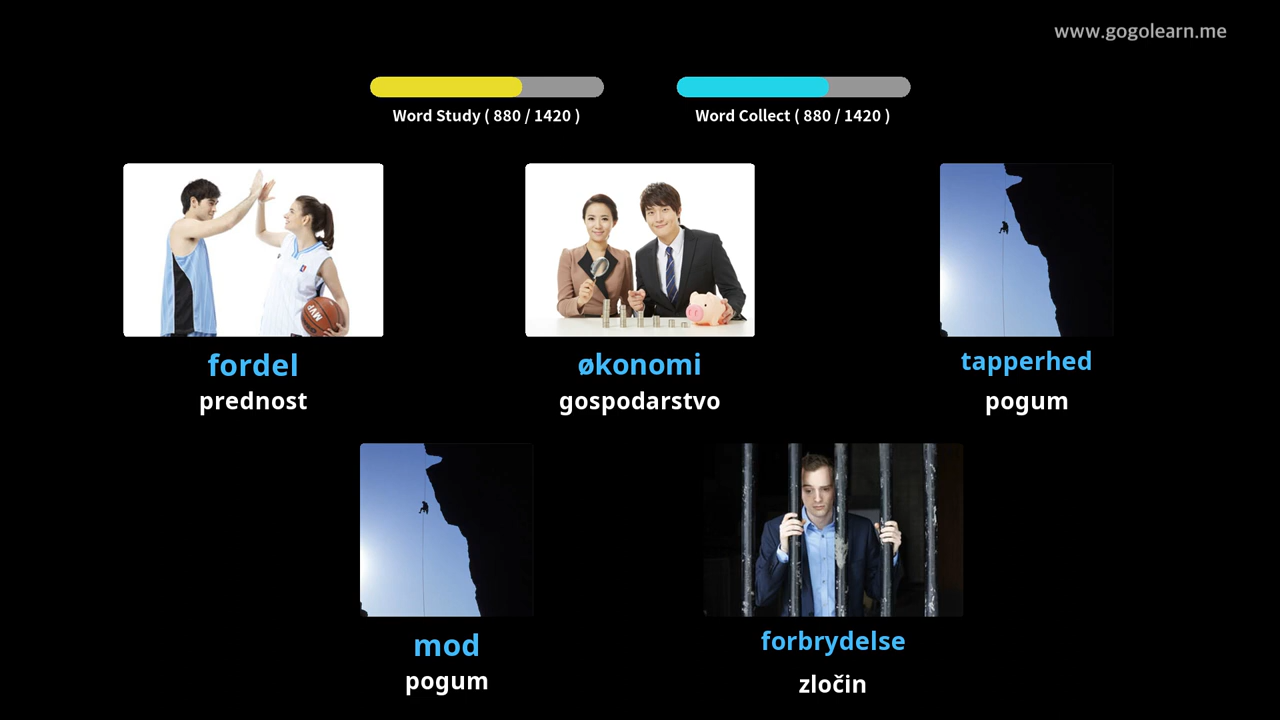 www.gogolearn.me
Word Study ( 880 / 1420 )
Word Collect ( 880 / 1420 )
fordel
prednost
økonomi
gospodarstvo
tapperhed
pogum
mod
pogum
forbrydelse
zločin